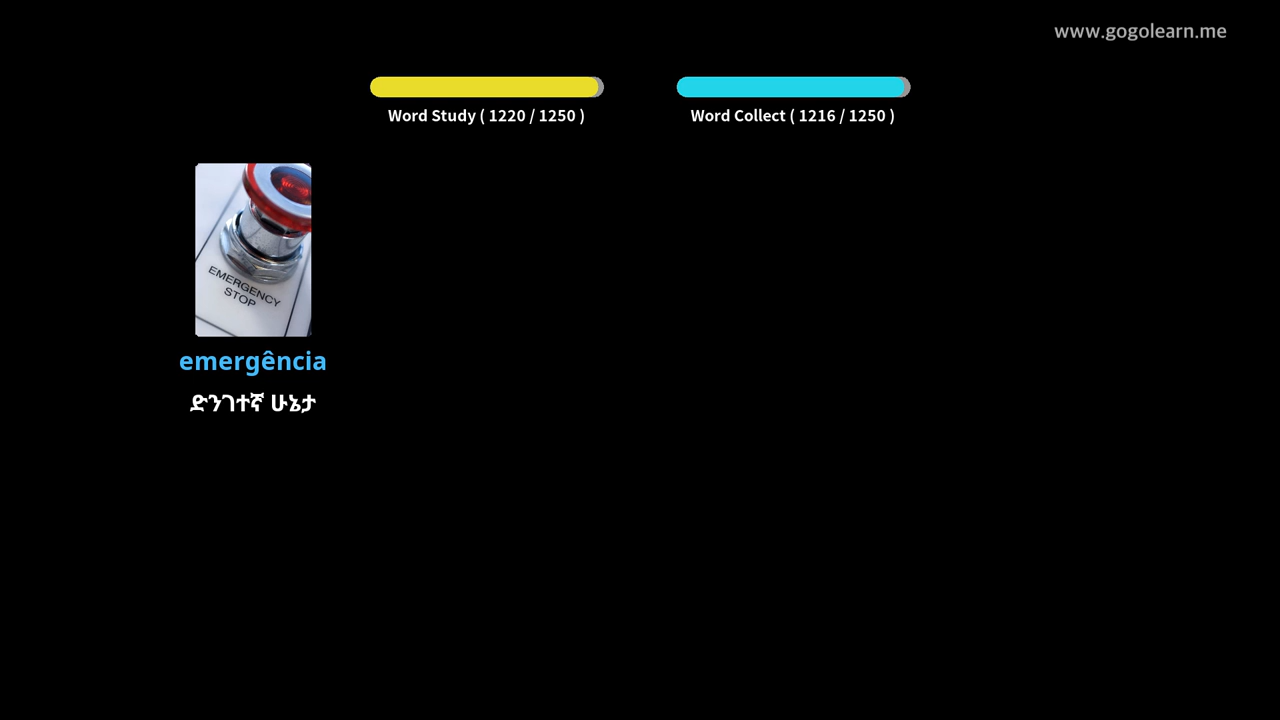 www.gogolearn.me
Word Study ( 1220 / 1250 )
Word Collect ( 1216 / 1250 )
EMERGENCY
STOP
emergência
ድንገተኛ ሁኔታ